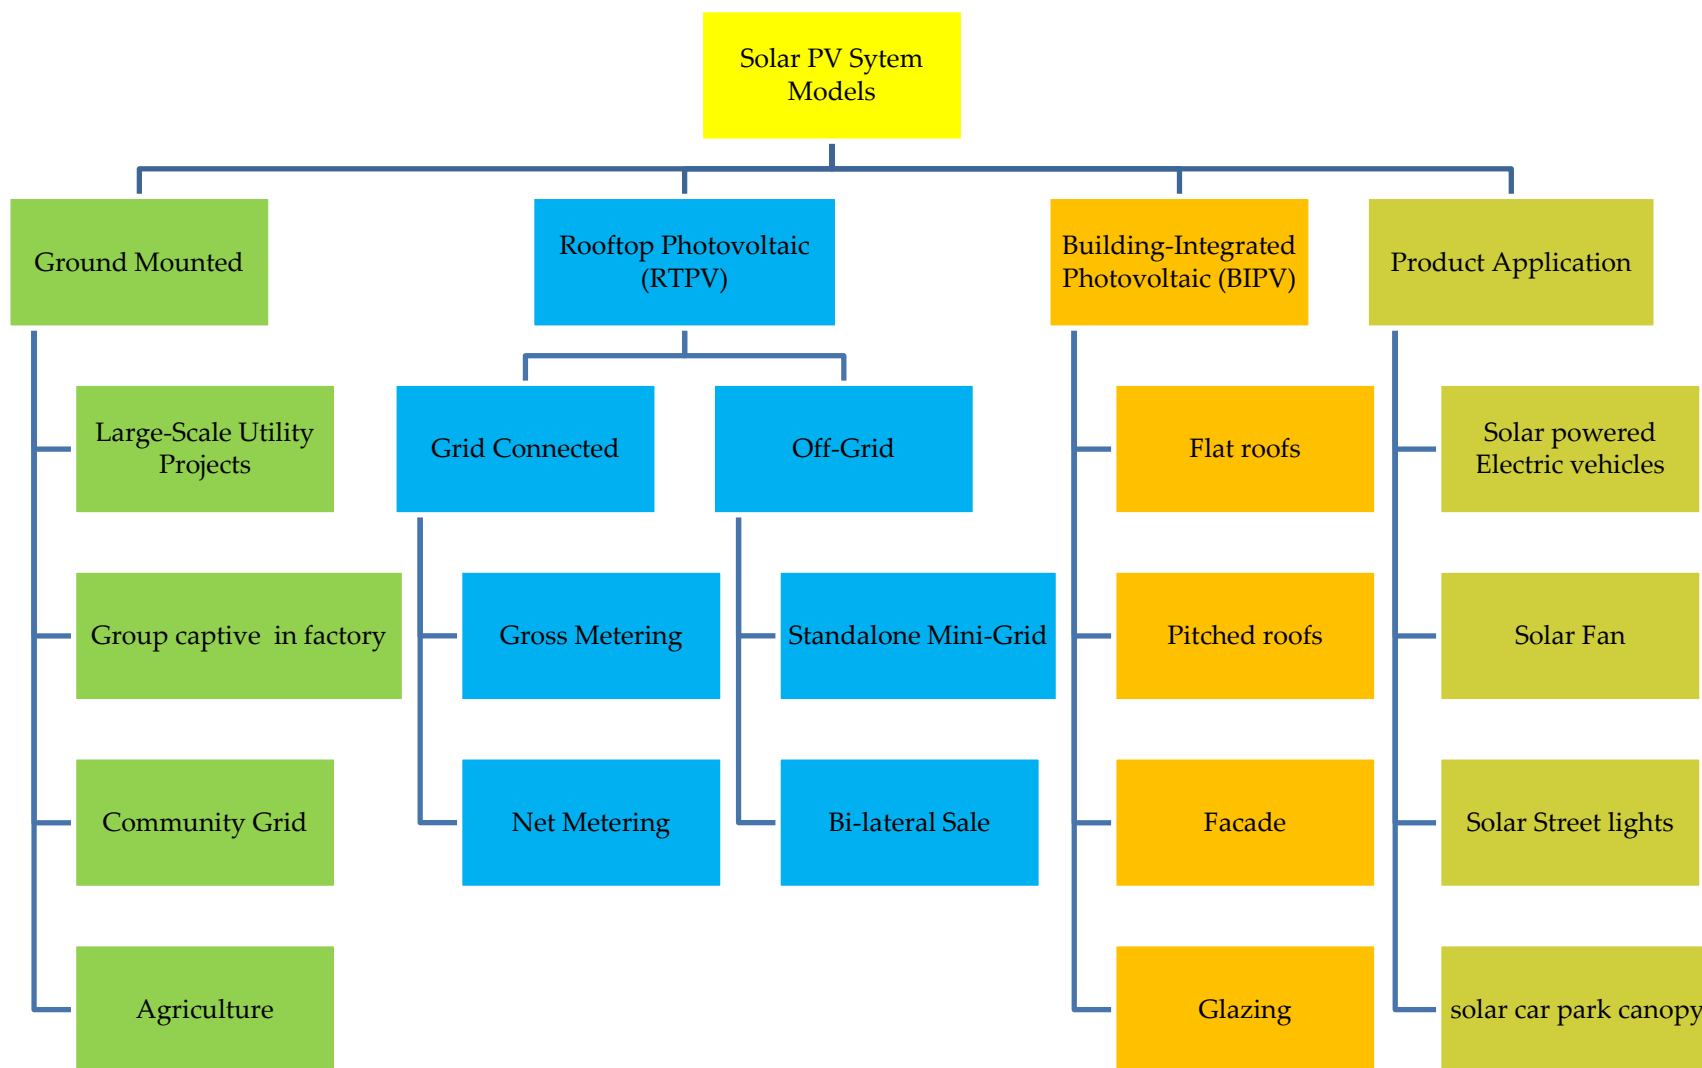 Solar PV Sytem
Models
Ground Mounted
Rooftop Photovoltaic
(RTPV)
Building-Integrated
Photovoltaic (BIPV)
Product Application
Large-Scale Utility
Projects
Grid Connected
Off-Grid
Flat roofs
Solar powered
Electric vehicles
Group captive  in factory
Gross Metering
Standalone Mini-Grid
Pitched roofs
Solar Fan
Community Grid
Net Metering
Bi-lateral Sale
Facade
Solar Street lights
Agriculture
Glazing
solar car park canopy